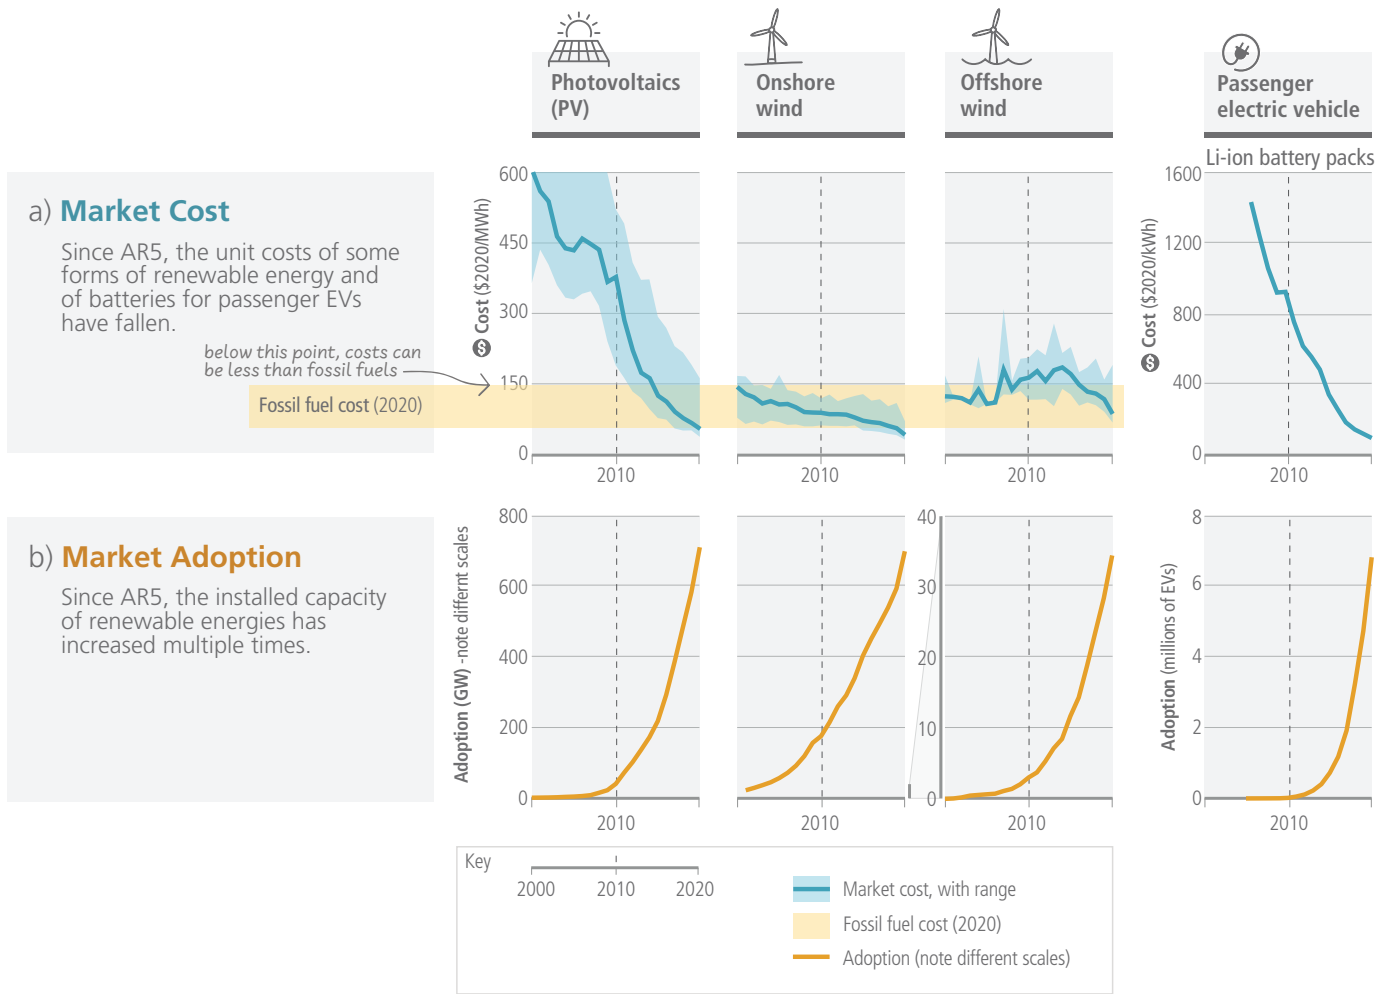 Photovoltaics
(PV)
Onshore
wind
Offshore
wind
Passenger
electric vehicle
Li-ion battery packs
a) Market Cost
Since AR5, the unit costs of some
forms of renewable energy and
of batteries for passenger EVs
have fallen.
below this point, costs can
be less than fossil fuels
Fossil fuel cost (2020)
$ Cost ($2020/MWh)
600
450
300
150
0
2010
2010
2010
$ Cost ($2020/kWh)
1600
1200
800
400
0
2010
b) Market Adoption
Since AR5, the installed capacity
of renewable energies has
increased multiple times.
Adoption (GW) -note differnt scales
800
600
400
200
0
2010
2010
40
30
20
10
0
2010
Adoption (millions of EVs)
8
6
4
2
0
2010
Key
2000
2010
2020
Market cost, with range
Fossil fuel cost (2020)
Adoption (note different scales)